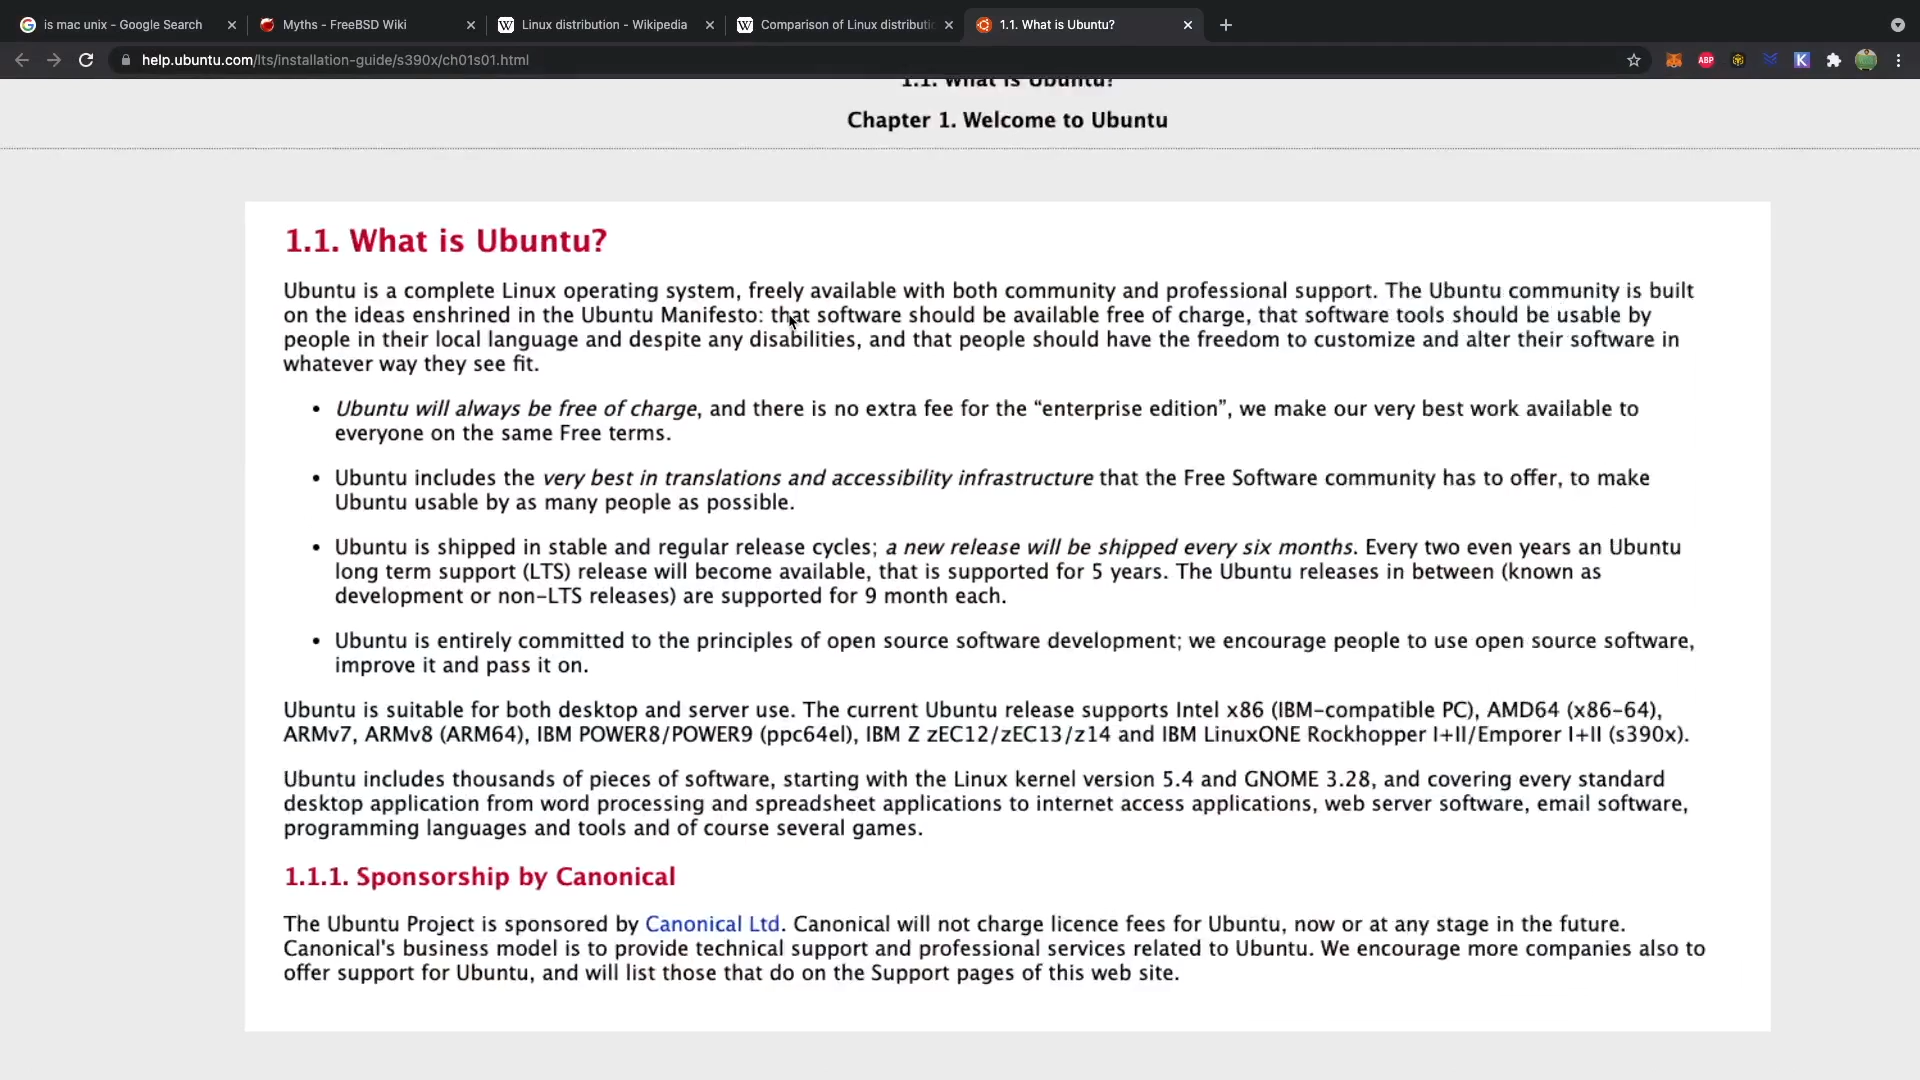 is mac unix - Google Search
Myths - FreeBSD Wiki
Linux distribution - Wikipedia
Comparison of Linux distributi
1.1. What is Ubuntu?
help.ubuntu.com/lts/installation-guide/s390x/ch01s01.html
ABP
K
1.1. What is Ubuntu?
Chapter 1. Welcome to Ubuntu
1.1. What is Ubuntu?
Ubuntu is a complete Linux operating system, freely available with both community and professional support. The Ubuntu community is built
on the ideas enshrined in the Ubuntu Manifesto: that software should be available free of charge, that software tools should be usable by
people in their local language and despite any disabilities, and that people should have the freedom to customize and alter their software in
whatever way they see fit.
• Ubuntu will always be free of charge, and there is no extra fee for the “enterprise edition”, we make our very best work available to
everyone on the same Free terms.
• Ubuntu includes the very best in translations and accessibility infrastructure that the Free Software community has to offer, to make
Ubuntu usable by as many people as possible.
• Ubuntu is shipped in stable and regular release cycles; a new release will be shipped every six months. Every two even years an Ubuntu
long term support (LTS) release will become available, that is supported for 5 years. The Ubuntu releases in between (known as
development or non-LTS releases) are supported for 9 month each.
• Ubuntu is entirely committed to the principles of open source software development; we encourage people to use open source software,
improve it and pass it on.
Ubuntu is suitable for both desktop and server use. The current Ubuntu release supports Intel x86 (IBM-compatible PC), AMD64 (x86-64),
ARMv7, ARMv8 (ARM64), IBM POWER8/POWER9 (ppc64el), IBM Z zEC12/zEC13/z14 and IBM LinuxONE Rockhopper I+II/Emporer I+II (s390x).
Ubuntu includes thousands of pieces of software, starting with the Linux kernel version 5.4 and GNOME 3.28, and covering every standard
desktop application from word processing and spreadsheet applications to internet access applications, web server software, email software,
programming languages and tools and of course several games.
1.1.1. Sponsorship by Canonical
The Ubuntu Project is sponsored by Canonical Ltd. Canonical will not charge licence fees for Ubuntu, now or at any stage in the future.
Canonical's business model is to provide technical support and professional services related to Ubuntu. We encourage more companies also to
offer support for Ubuntu, and will list those that do on the Support pages of this web site.